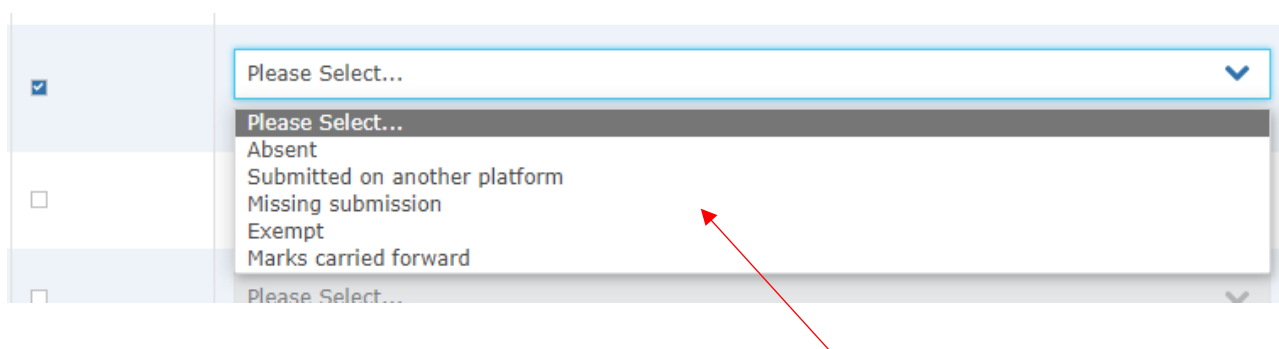 Please Select...
Please Select...
Absent
Submitted on another platform
Missing submission
Exempt
Marks carried forward
Please Select...